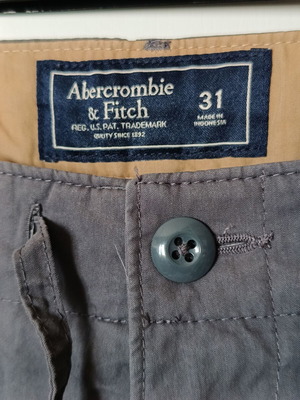 Abercrombie
& Fitch
REG. U.S. PAT. TRADEMARK
QUALITY SINCE 1892
31
MADE IN
INDONESIA